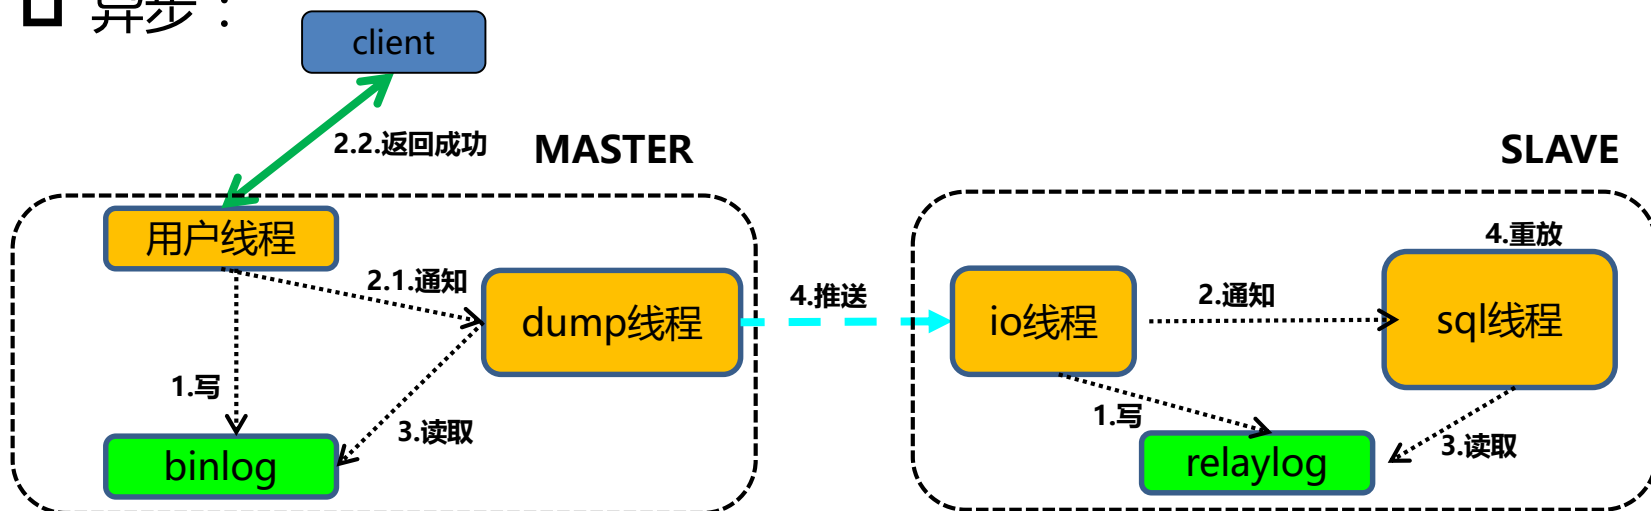 异步：
client
2.2.返回成功
MASTER
SLAVE
用户线程
4.重放
2.1.通知
4.推送
2.通知
dump线程
io线程
sql线程
1.写
3.读取
1.写
3.读取
binlog
relaylog